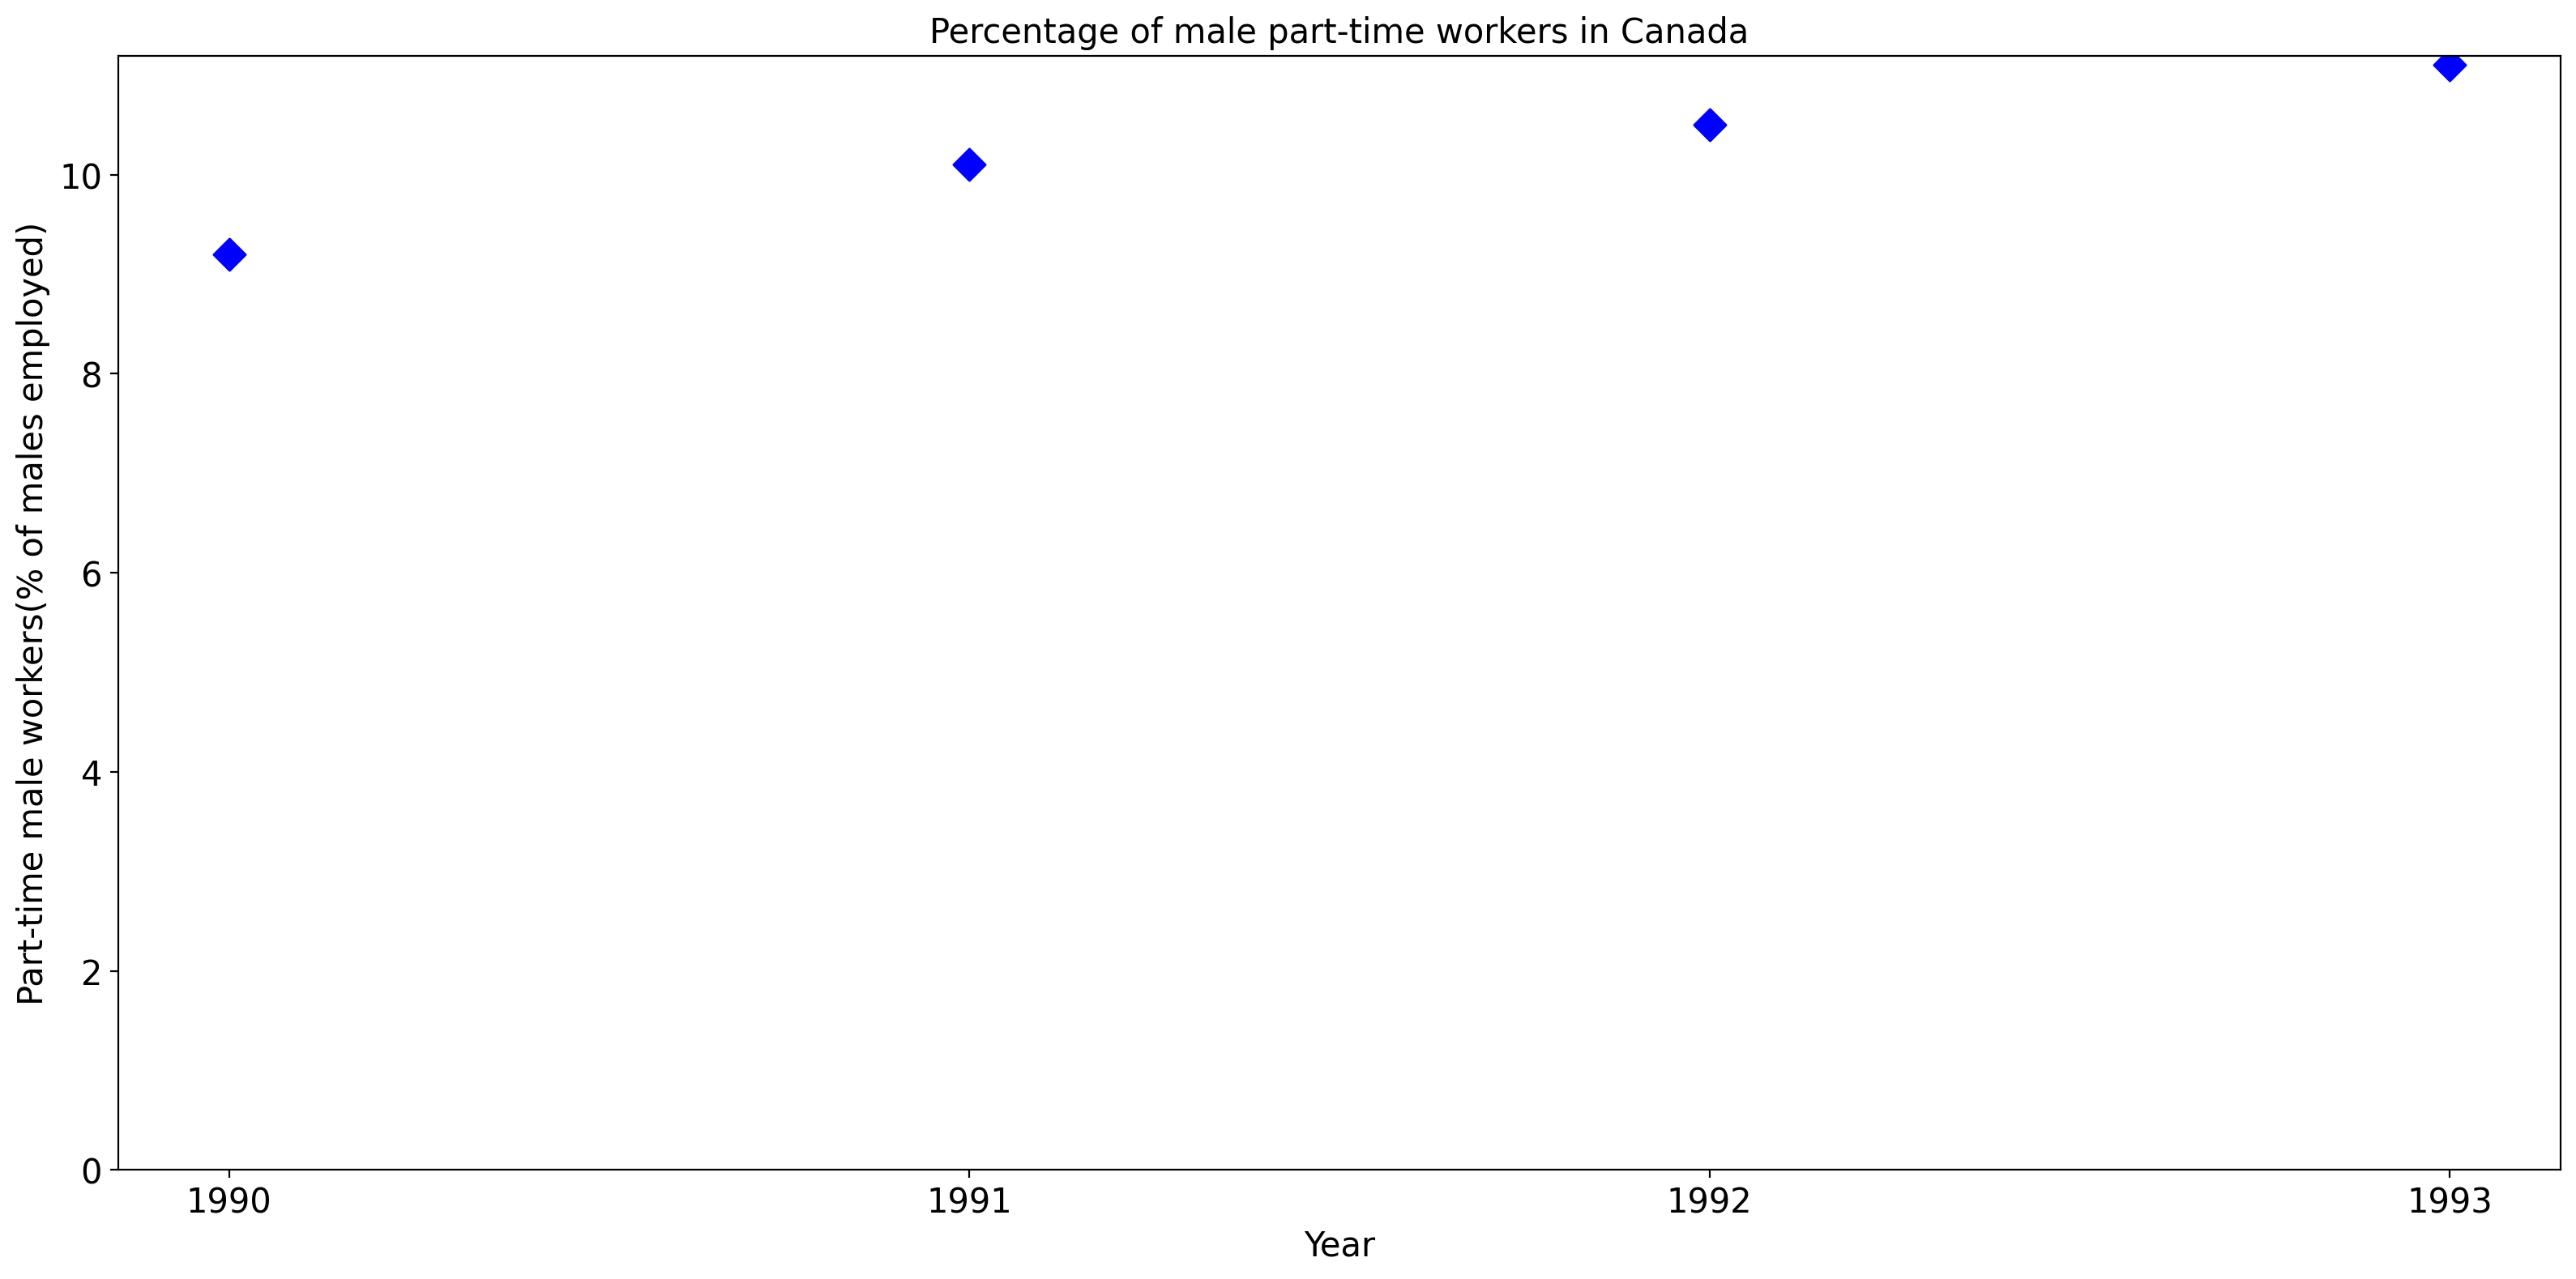 Percentage of male part-time workers in Canada
Part-time male workers(% of males employed)
10
8
6
4
2
0
1990 1991 1992 1993
Year